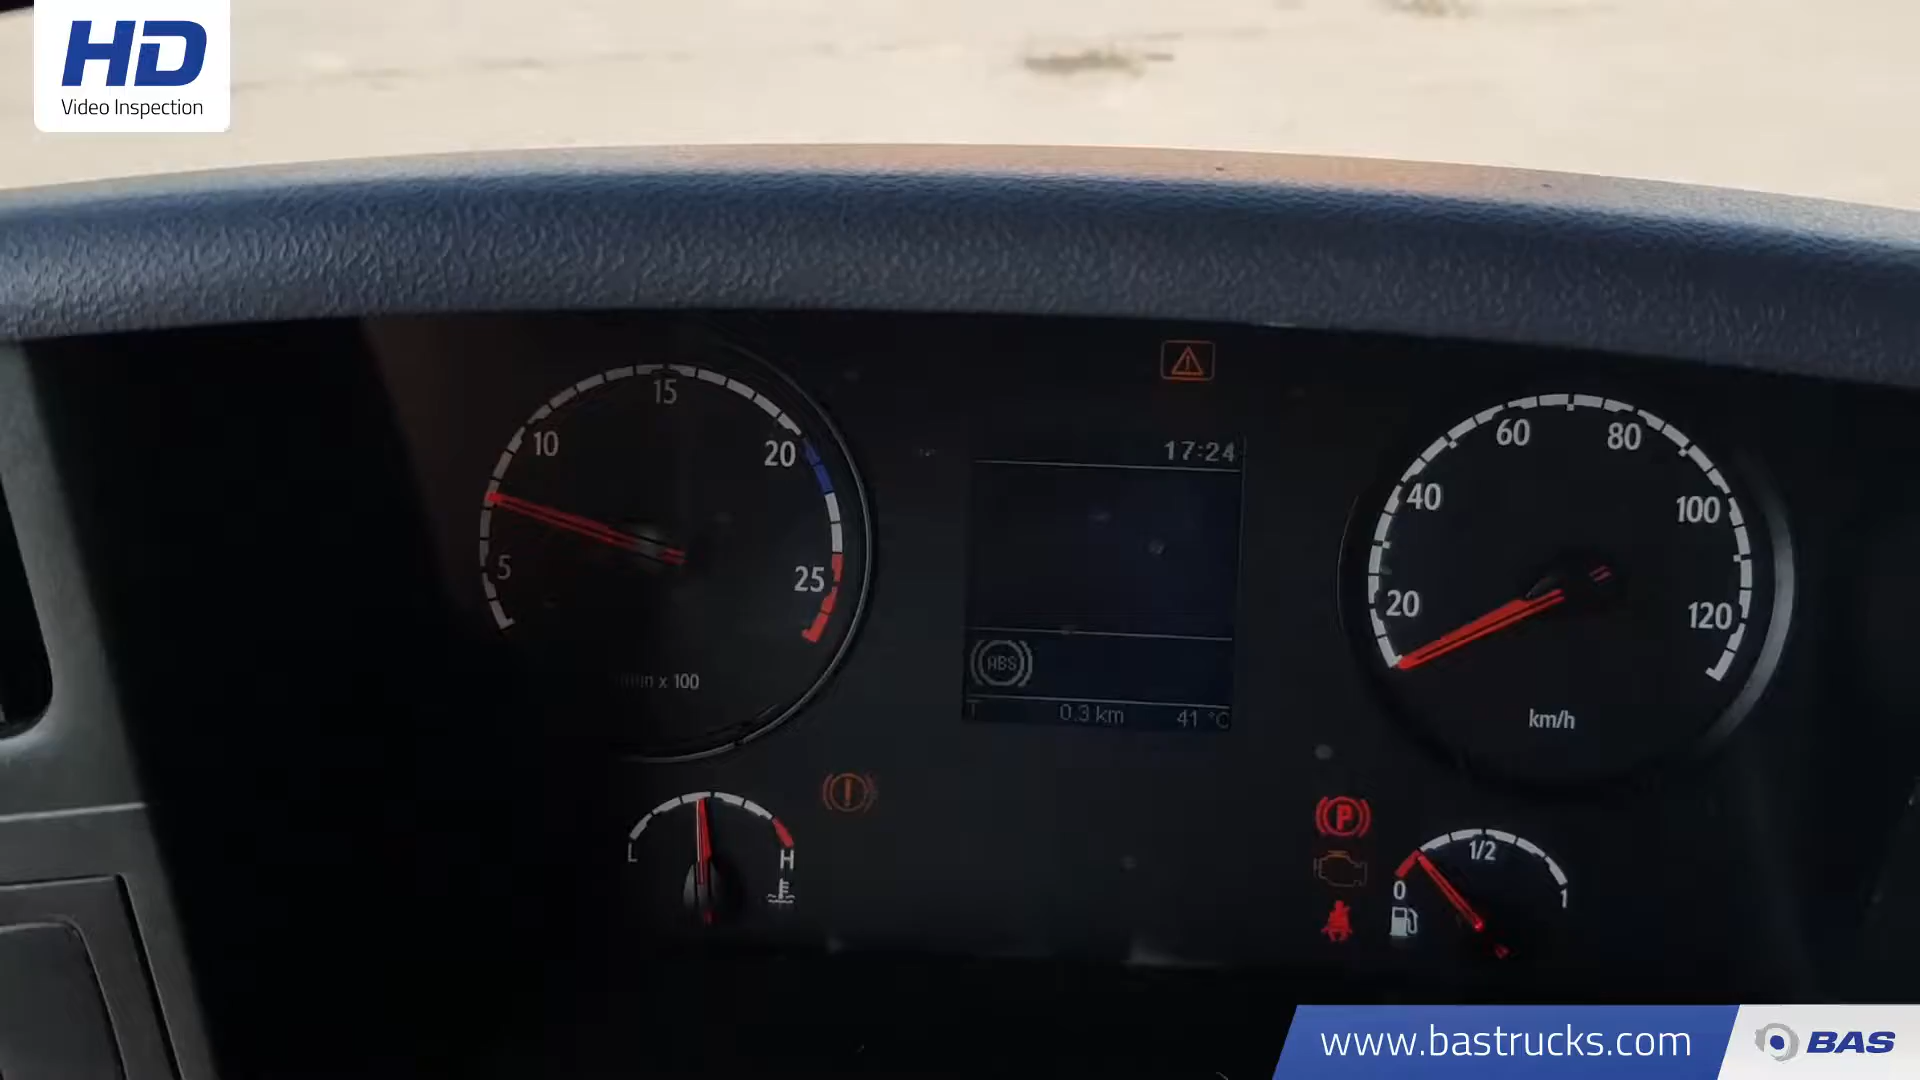 HD
Video Inspection
5
10
15
20
25
x 100
17:24
ABS
T 0.3 km 41 °C
20
40
60
80
100
120
km/h
L
H
P
0
1/2
1
www.bastrucks.com
BAS